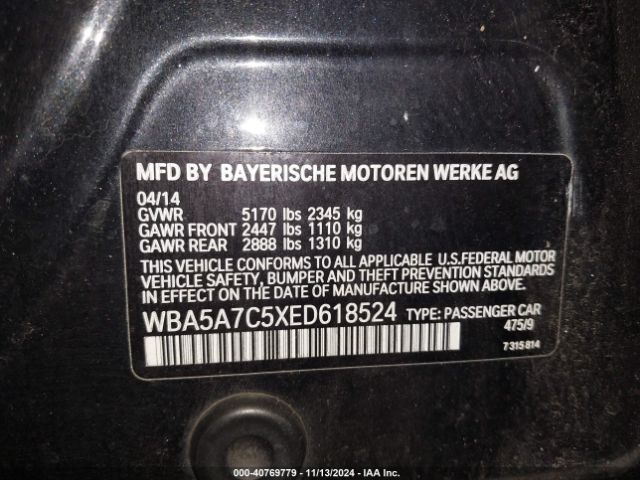 MFD BY BAYERISCHE MOTOREN WERKE AG
04/14
GVWR 5170 lbs 2345 kg
GAWR FRONT 2447 lbs 1110 kg
GAWR REAR 2888 lbs 1310 kg
THIS VEHICLE CONFORMS TO ALL APPLICABLE U.S.FEDERAL MOTOR
VEHICLE SAFETY, BUMPER AND THEFT PREVENTION STANDARDS
IN EFFECT ON THE DATE OF MANUFACTURE SHOWN ABOVE.
WBA5A7C5XED618524 TYPE: PASSENGER CAR
475/9
7 315 814
000-40769779 - 11/13/2024 - IAA Inc.